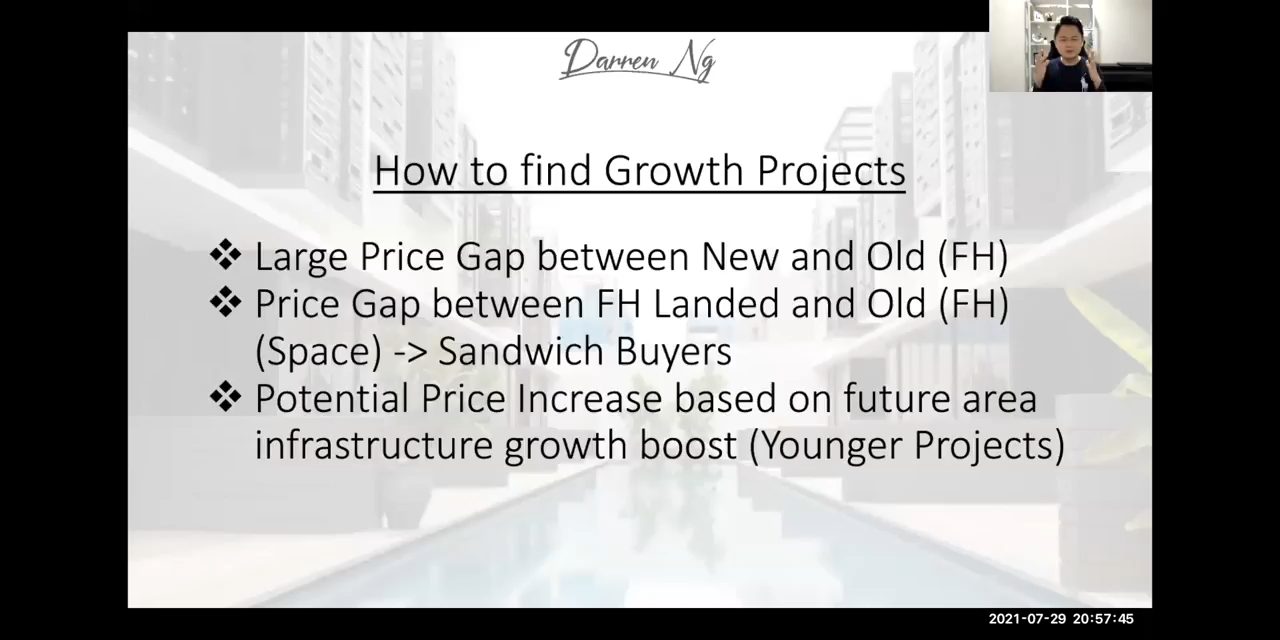 Darren Ng
How to find Growth Projects
❖ Large Price Gap between New and Old (FH)
❖ Price Gap between FH Landed and Old (FH)
(Space) -> Sandwich Buyers
❖ Potential Price Increase based on future area
infrastructure growth boost (Younger Projects)
2021-07-29 20:57:45